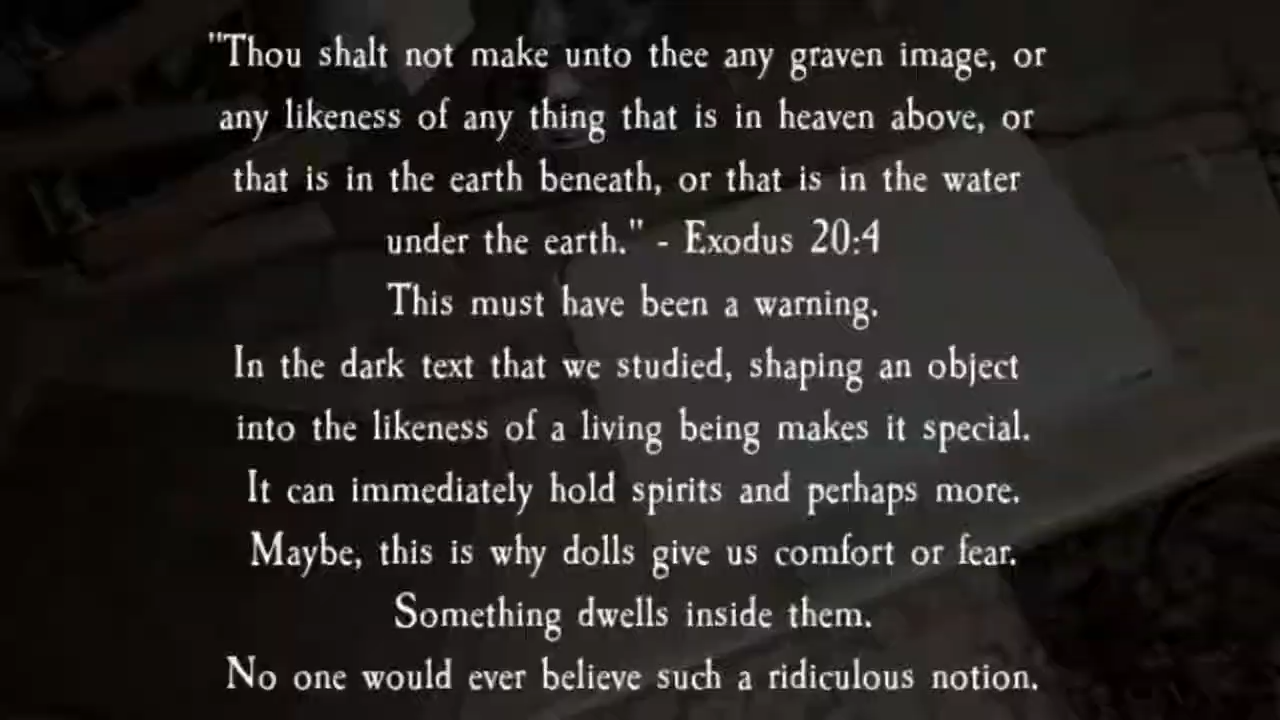 "Thou shalt not make unto thee any graven image, or
any likeness of any thing that is in heaven above, or
that is in the earth beneath, or that is in the water
under the earth." - Exodus 20:4
This must have been a warning.
In the dark text that we studied, shaping an object
into the likeness of a living being makes it special.
It can immediately hold spirits and perhaps more.
Maybe, this is why dolls give us comfort or fear.
Something dwells inside them.
No one would ever believe such a ridiculous notion.